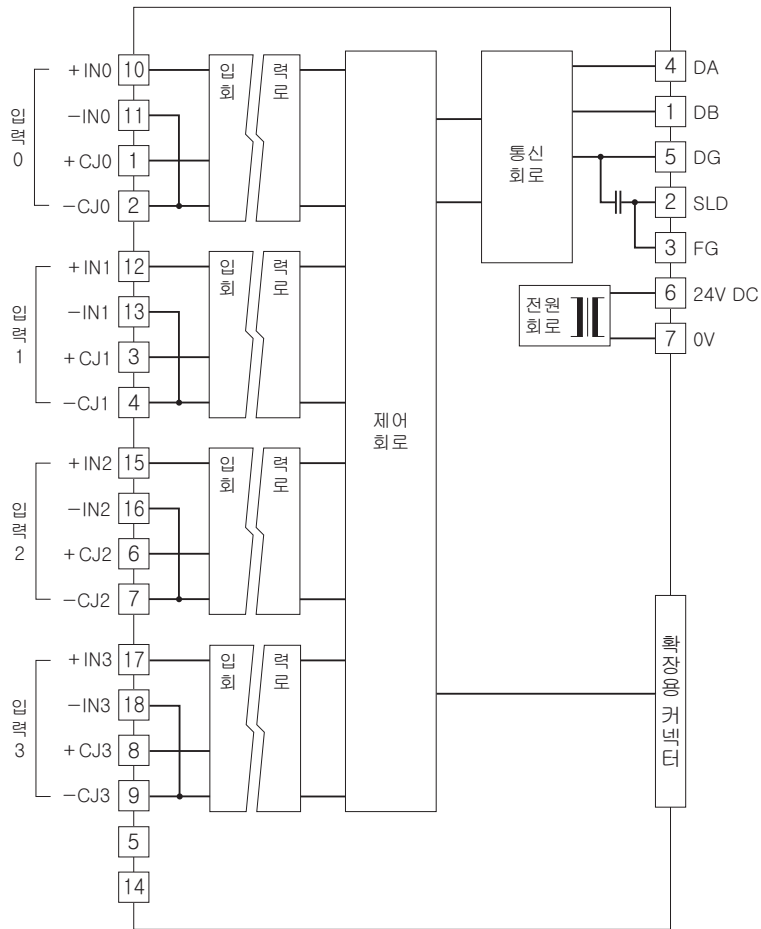 입력 0
+IN0 10
−IN0 11
+CJ0 1
−CJ0 2
입력 1
+IN1 12
−IN1 13
+CJ1 3
−CJ1 4
입력 2
+IN2 15
−IN2 16
+CJ2 6
−CJ2 7
입력 3
+IN3 17
−IN3 18
+CJ3 8
−CJ3 9
5
14
입력
회로
입력
회로
입력
회로
입력
회로
제어
회로
통신
회로
4 DA
1 DB
5 DG
2 SLD
3 FG
전원
회로
6 24V DC
7 0V
확장용 커넥터